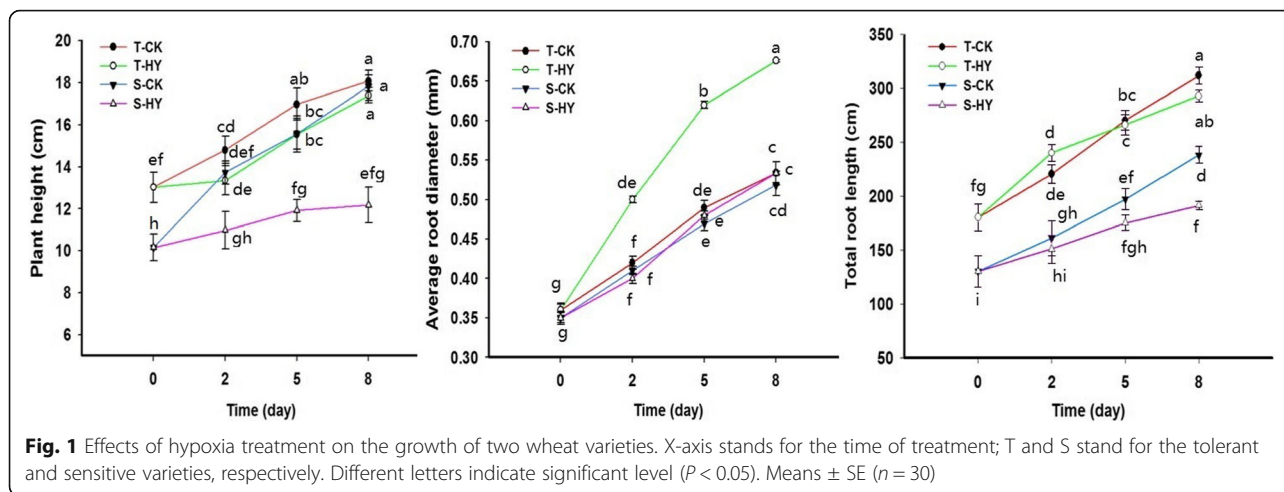 20
18
16
14
12
10
8
6
Plant height (cm)
T-CK
T-HY
S-CK
S-HY
ef
h
cd
def
de
gh
ab
bc
bc
fg
a
a
a
efg
0 2 5 8
Time (day)
0.70
0.65
0.60
0.55
0.50
0.45
0.40
0.35
0.30
Average root diameter (mm)
T-CK
T-HY
S-CK
S-HY
g
g
de
f
f
f
b
de
e
e
a
c
c
cd
0 2 5 8
Time (day)
350
300
250
200
150
100
50
Total root length (cm)
T-CK
T-HY
S-CK
S-HY
fg
i
d
de
gh
hi
bc
c
ef
fgh
a
ab
d
f
0 2 5 8
Time (day)
Fig. 1 Effects of hypoxia treatment on the growth of two wheat varieties. X-axis stands for the time of treatment; T and S stand for the tolerant
and sensitive varieties, respectively. Different letters indicate significant level (P < 0.05). Means ± SE (n = 30)